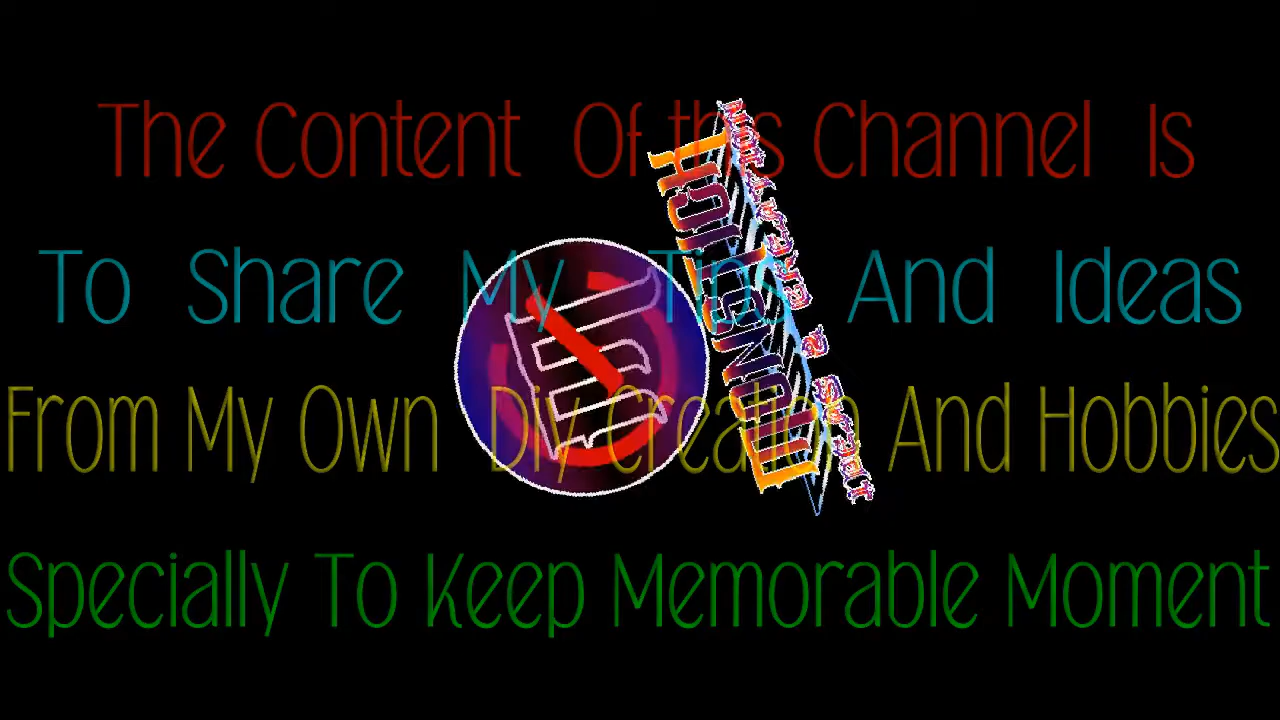 The Content Of this Channel Is
To Share My Tips And Ideas
From My Own Diy Creation And Hobbies
Specially To Keep Memorable Moment